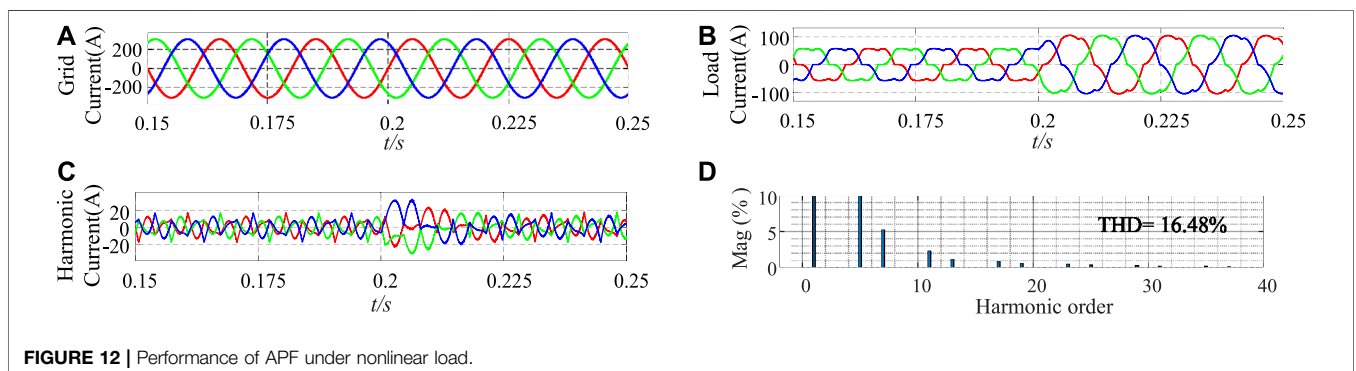 A
Grid
Current(A)
200
0
-200
0.15
0.175
0.2
0.225
0.25
t/s
B
Load
Current(A)
100
0
-100
0.15
0.175
0.2
0.225
0.25
t/s
C
Harmonic
Current(A)
20
0
-20
0.15
0.175
0.2
0.225
0.25
t/s
D
Mag (%)
10
5
0
THD= 16.48%
0
10
20
30
40
Harmonic order
FIGURE 12 | Performance of APF under nonlinear load.